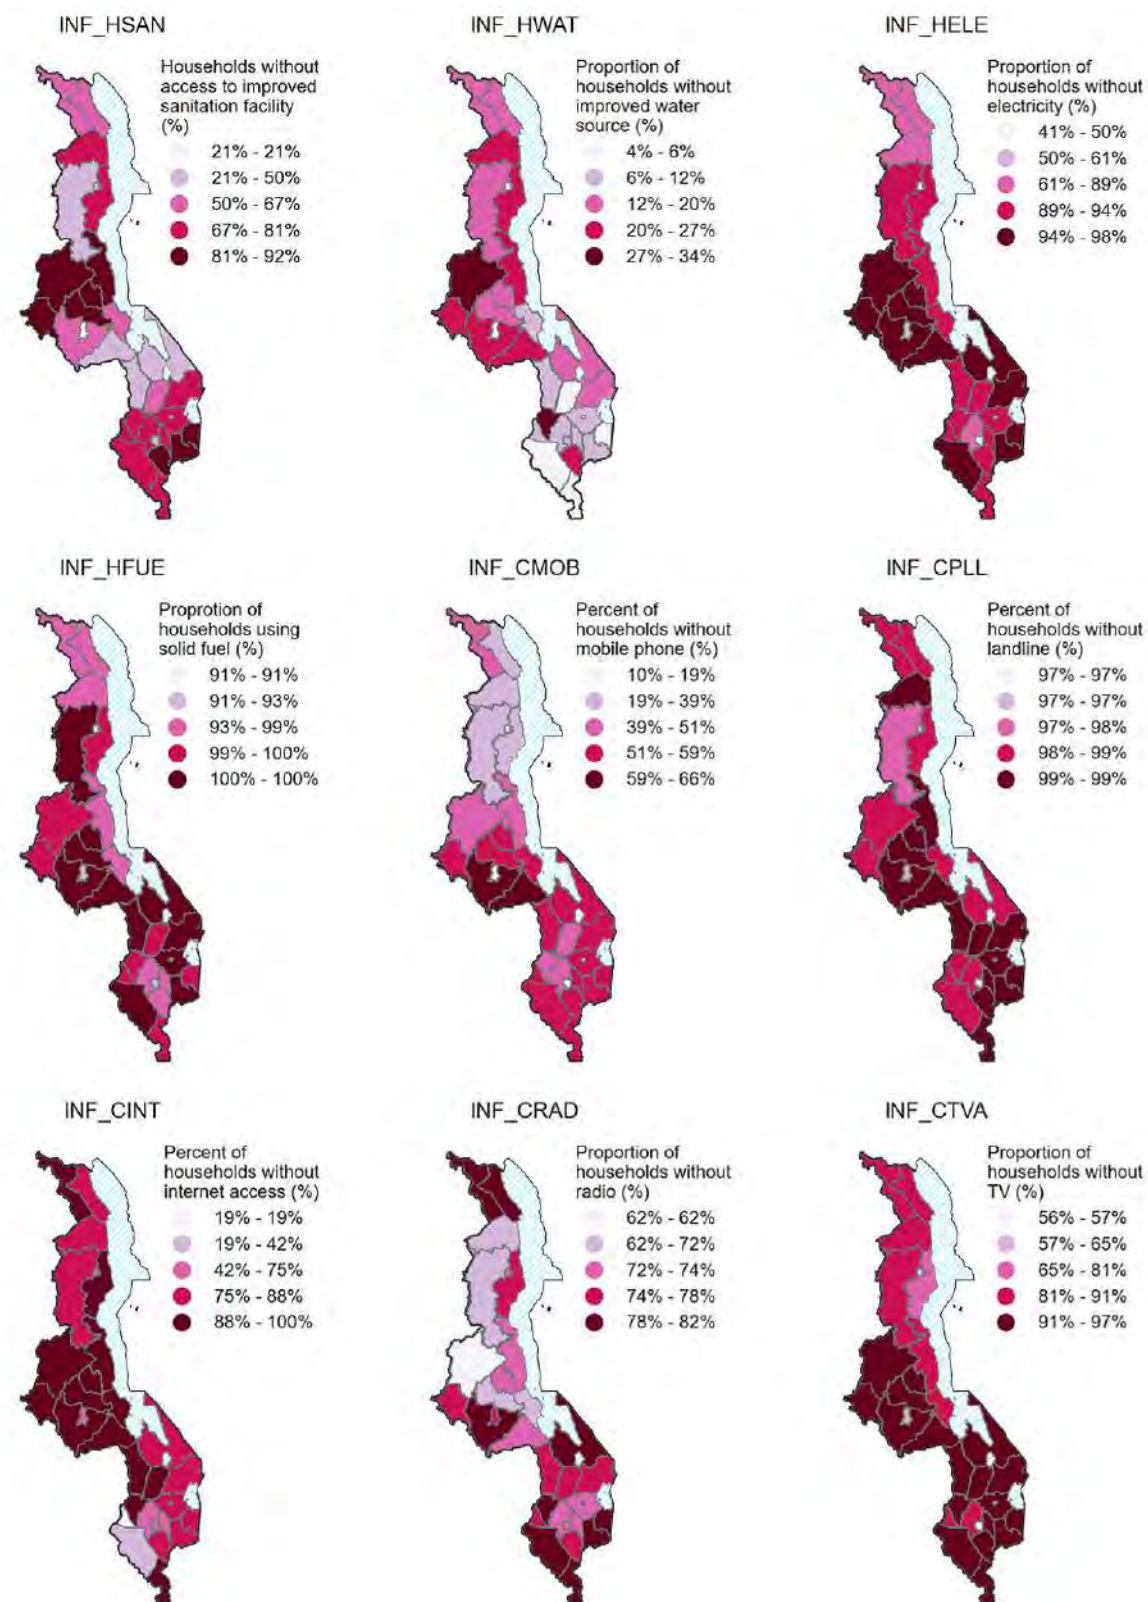 INF_HSAN
Households without
access to improved
sanitation facility
(%)
21% - 21%
21% - 50%
50% - 67%
67% - 81%
81% - 92%
INF_HWAT
Proportion of
households without
improved water
source (%)
4% - 6%
6% - 12%
12% - 20%
20% - 27%
27% - 34%
INF_HELE
Proportion of
households without
electricity (%)
41% - 50%
50% - 61%
61% - 89%
89% - 94%
94% - 98%
INF_HFUE
Proprotion of
households using
solid fuel (%)
91% - 91%
91% - 93%
93% - 99%
99% - 100%
100% - 100%
INF_CMOB
Percent of
households without
mobile phone (%)
10% - 19%
19% - 39%
39% - 51%
51% - 59%
59% - 66%
INF_CPLL
Percent of
households without
landline (%)
97% - 97%
97% - 97%
97% - 98%
98% - 99%
99% - 99%
INF_CINT
Percent of
households without
internet access (%)
19% - 19%
19% - 42%
42% - 75%
75% - 88%
88% - 100%
INF_CRAD
Proportion of
households without
radio (%)
62% - 62%
62% - 72%
72% - 74%
74% - 78%
78% - 82%
INF_CTVA
Proportion of
households without
TV (%)
56% - 57%
57% - 65%
65% - 81%
81% - 91%
91% - 97%